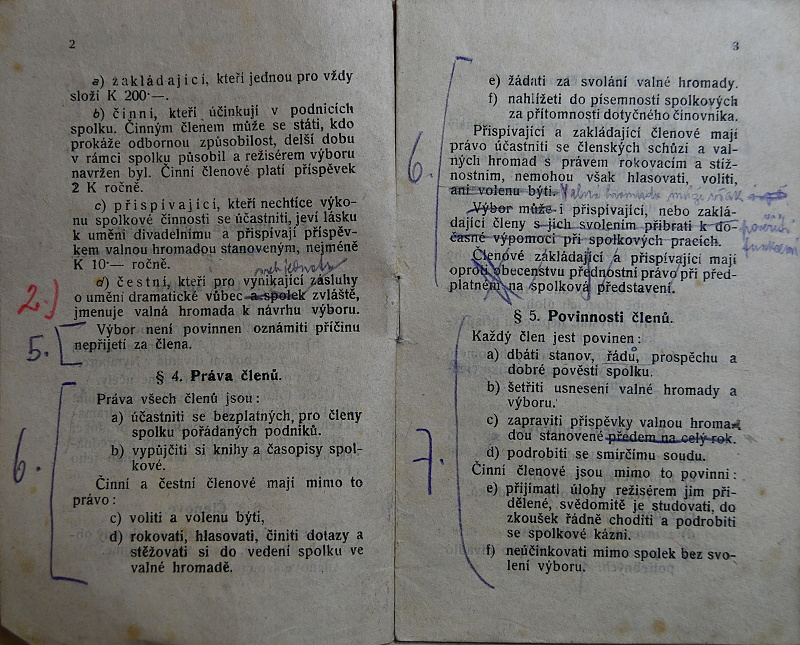 2
a) zakládající, kteří jednou pro vždy
složí K 200·—.
b) činní, kteří účinkují v podnicích
spolku. Činným členem může se státi, kdo
prokáže odbornou způsobilost, delší dobu
v rámci spolku působil a režisérem výboru
navržen byl. Činní členové platí příspěvek
2 K ročně.
c) přispívající, kteří nechtíce výko-
nu spolkové činnosti se účastniti, jeví lásku
k umění divadelnímu a přispívají příspěv-
kem valnou hromadou stanoveným, nejméně
K 10·— ročně.
d) čestní, kteří pro vynikající zásluhy
2.)
o umění dramatické vůbec a spolek zvláště,
jmenuje valná hromada k návrhu výboru.
5.
Výbor není povinnen oznámiti příčinu
nepřijetí za člena.
§ 4. Práva členů.
Práva všech členů jsou:
a) účastniti se bezplatných, pro členy
spolku pořádaných podniků.
6.
b) vypůjčiti si knihy a časopisy spol-
kové.
Činní a čestní členové mají mimo to
právo:
c) voliti a volenu býti,
d) rokovati, hlasovati, činiti dotazy a
stěžovati si do vedení spolku ve
valné hromadě.
3
e) žádati za svolání valné hromady.
f) nahlížeti do písemností spolkových
za přítomnosti dotyčného činovníka.
6.
Přispívající a zakládající členové mají
právo účastniti se členských schůzí a val-
ných hromad s právem rokovacím a stíž-
nostním, nemohou však hlasovati, voliti,
ani volenu býti. Valná hromada může však
Výbor může i přispívající, nebo zaklá-
dající členy s jich svolením přibrati k do-
časné výpomoci při spolkových pracích.
Členové zakládající a přispívající mají
oproti obecenstvu přednostní právo při před-
platném na spolková představení.
§ 5. Povinnosti členů.
Každý člen jest povinen:
a) dbáti stanov, řádů, prospěchu a
dobré pověsti spolku.
b) šetřiti usnesení valné hromady a
výboru.
7.
c) zapraviti příspěvky valnou hroma-
dou stanovené předem na celý rok.
d) podrobiti se smírčímu soudu.
Činní členové jsou mimo to povinni:
e) přijímati úlohy režisérem jim při-
dělené, svědomitě je studovati, do
zkoušek řádně choditi a podrobiti
se spolkové kázni.
f) neúčinkovati mimo spolek bez svo-
lení výboru.